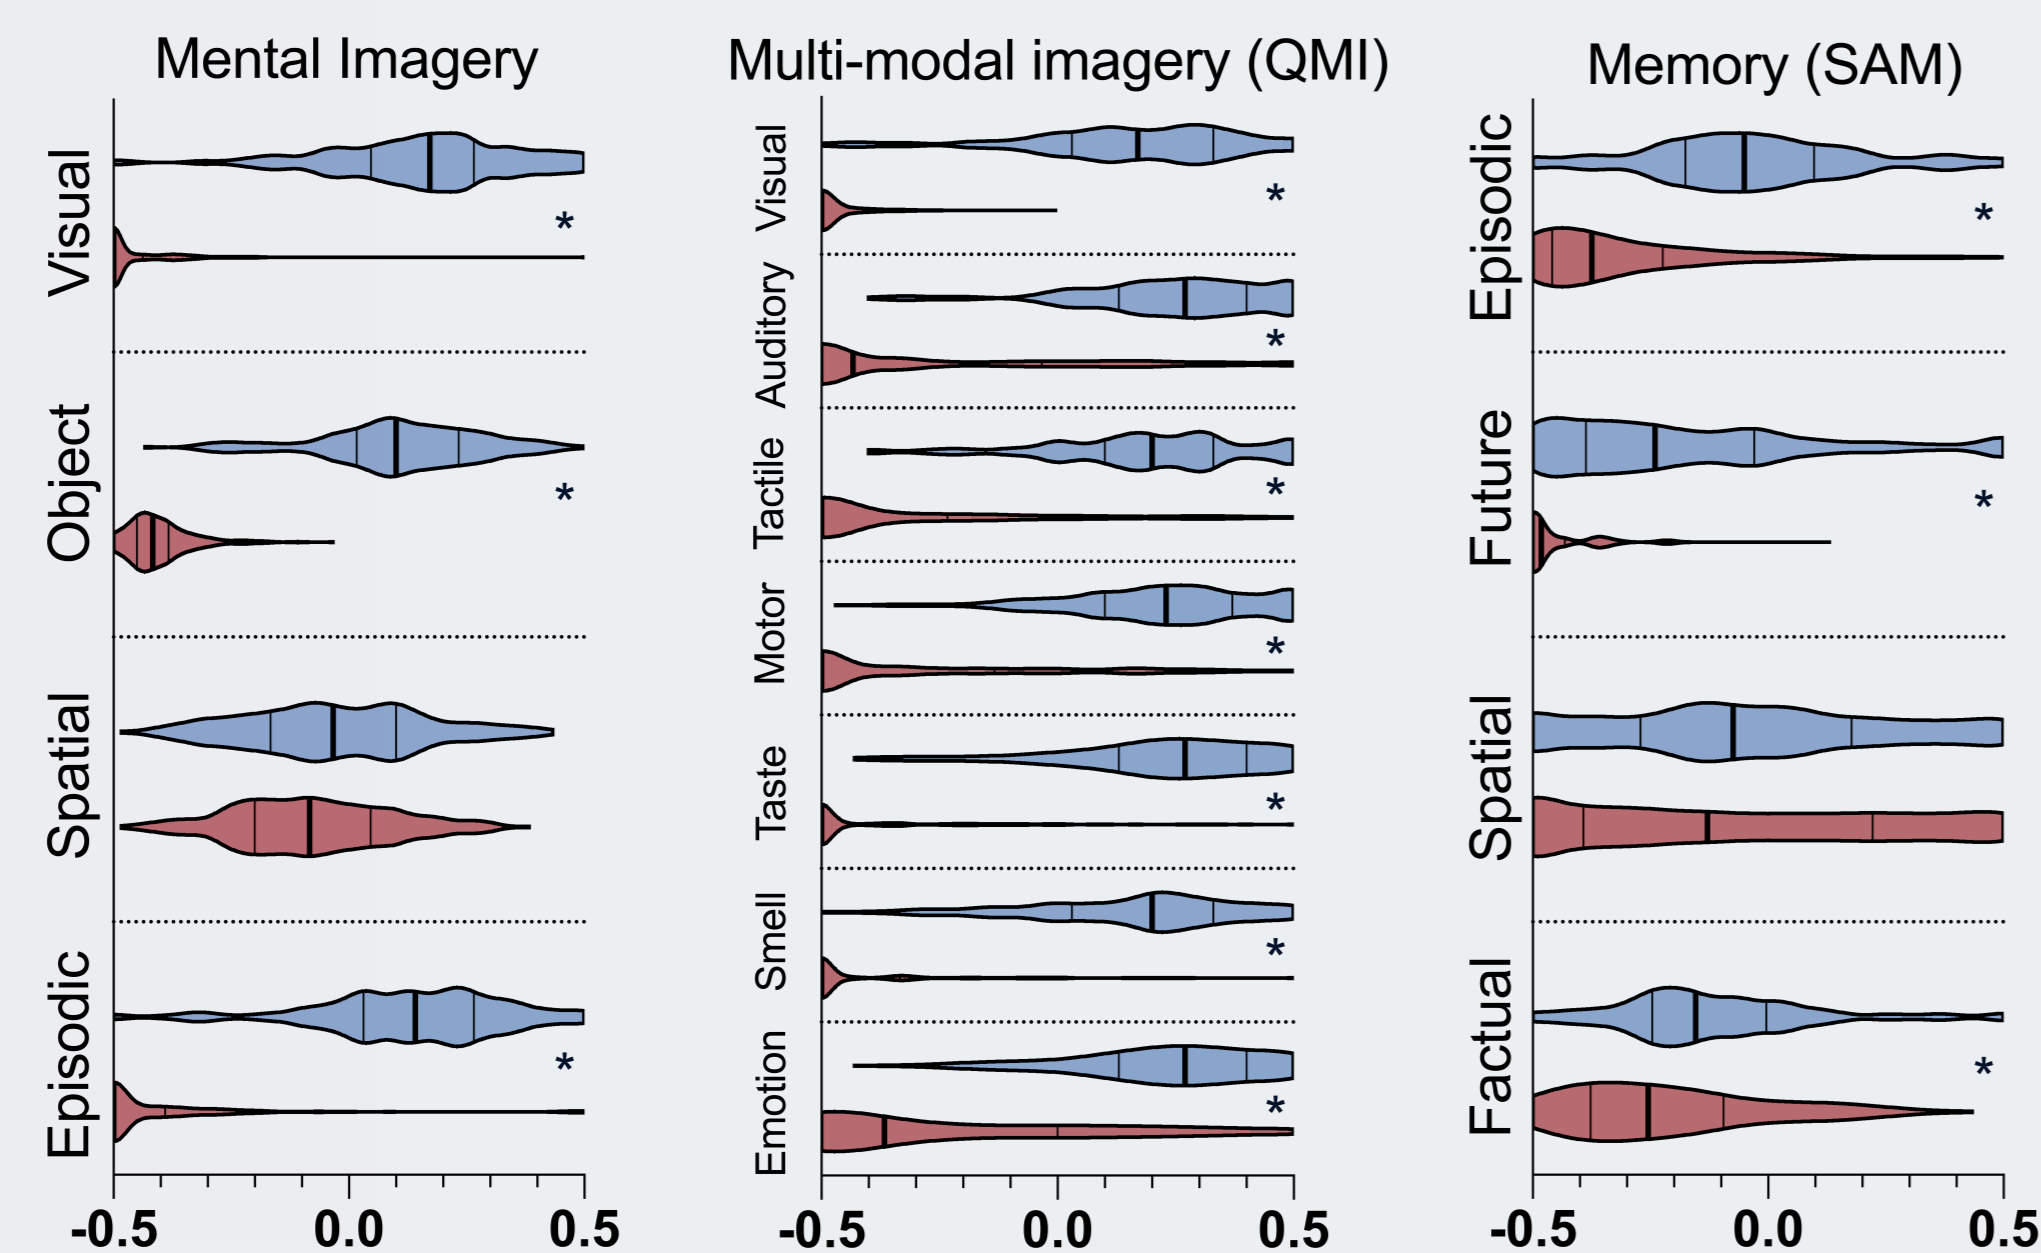 Mental Imagery
Visual
*
Object
*
Spatial
Episodic
*
-0.5 0.0 0.5
Multi-modal imagery (QMI)
Visual
*
Auditory
*
Tactile
*
Motor
*
Taste
*
Smell
*
Emotion
*
-0.5 0.0 0.5
Memory (SAM)
Episodic
*
Future
*
Spatial
Factual
*
-0.5 0.0 0.5